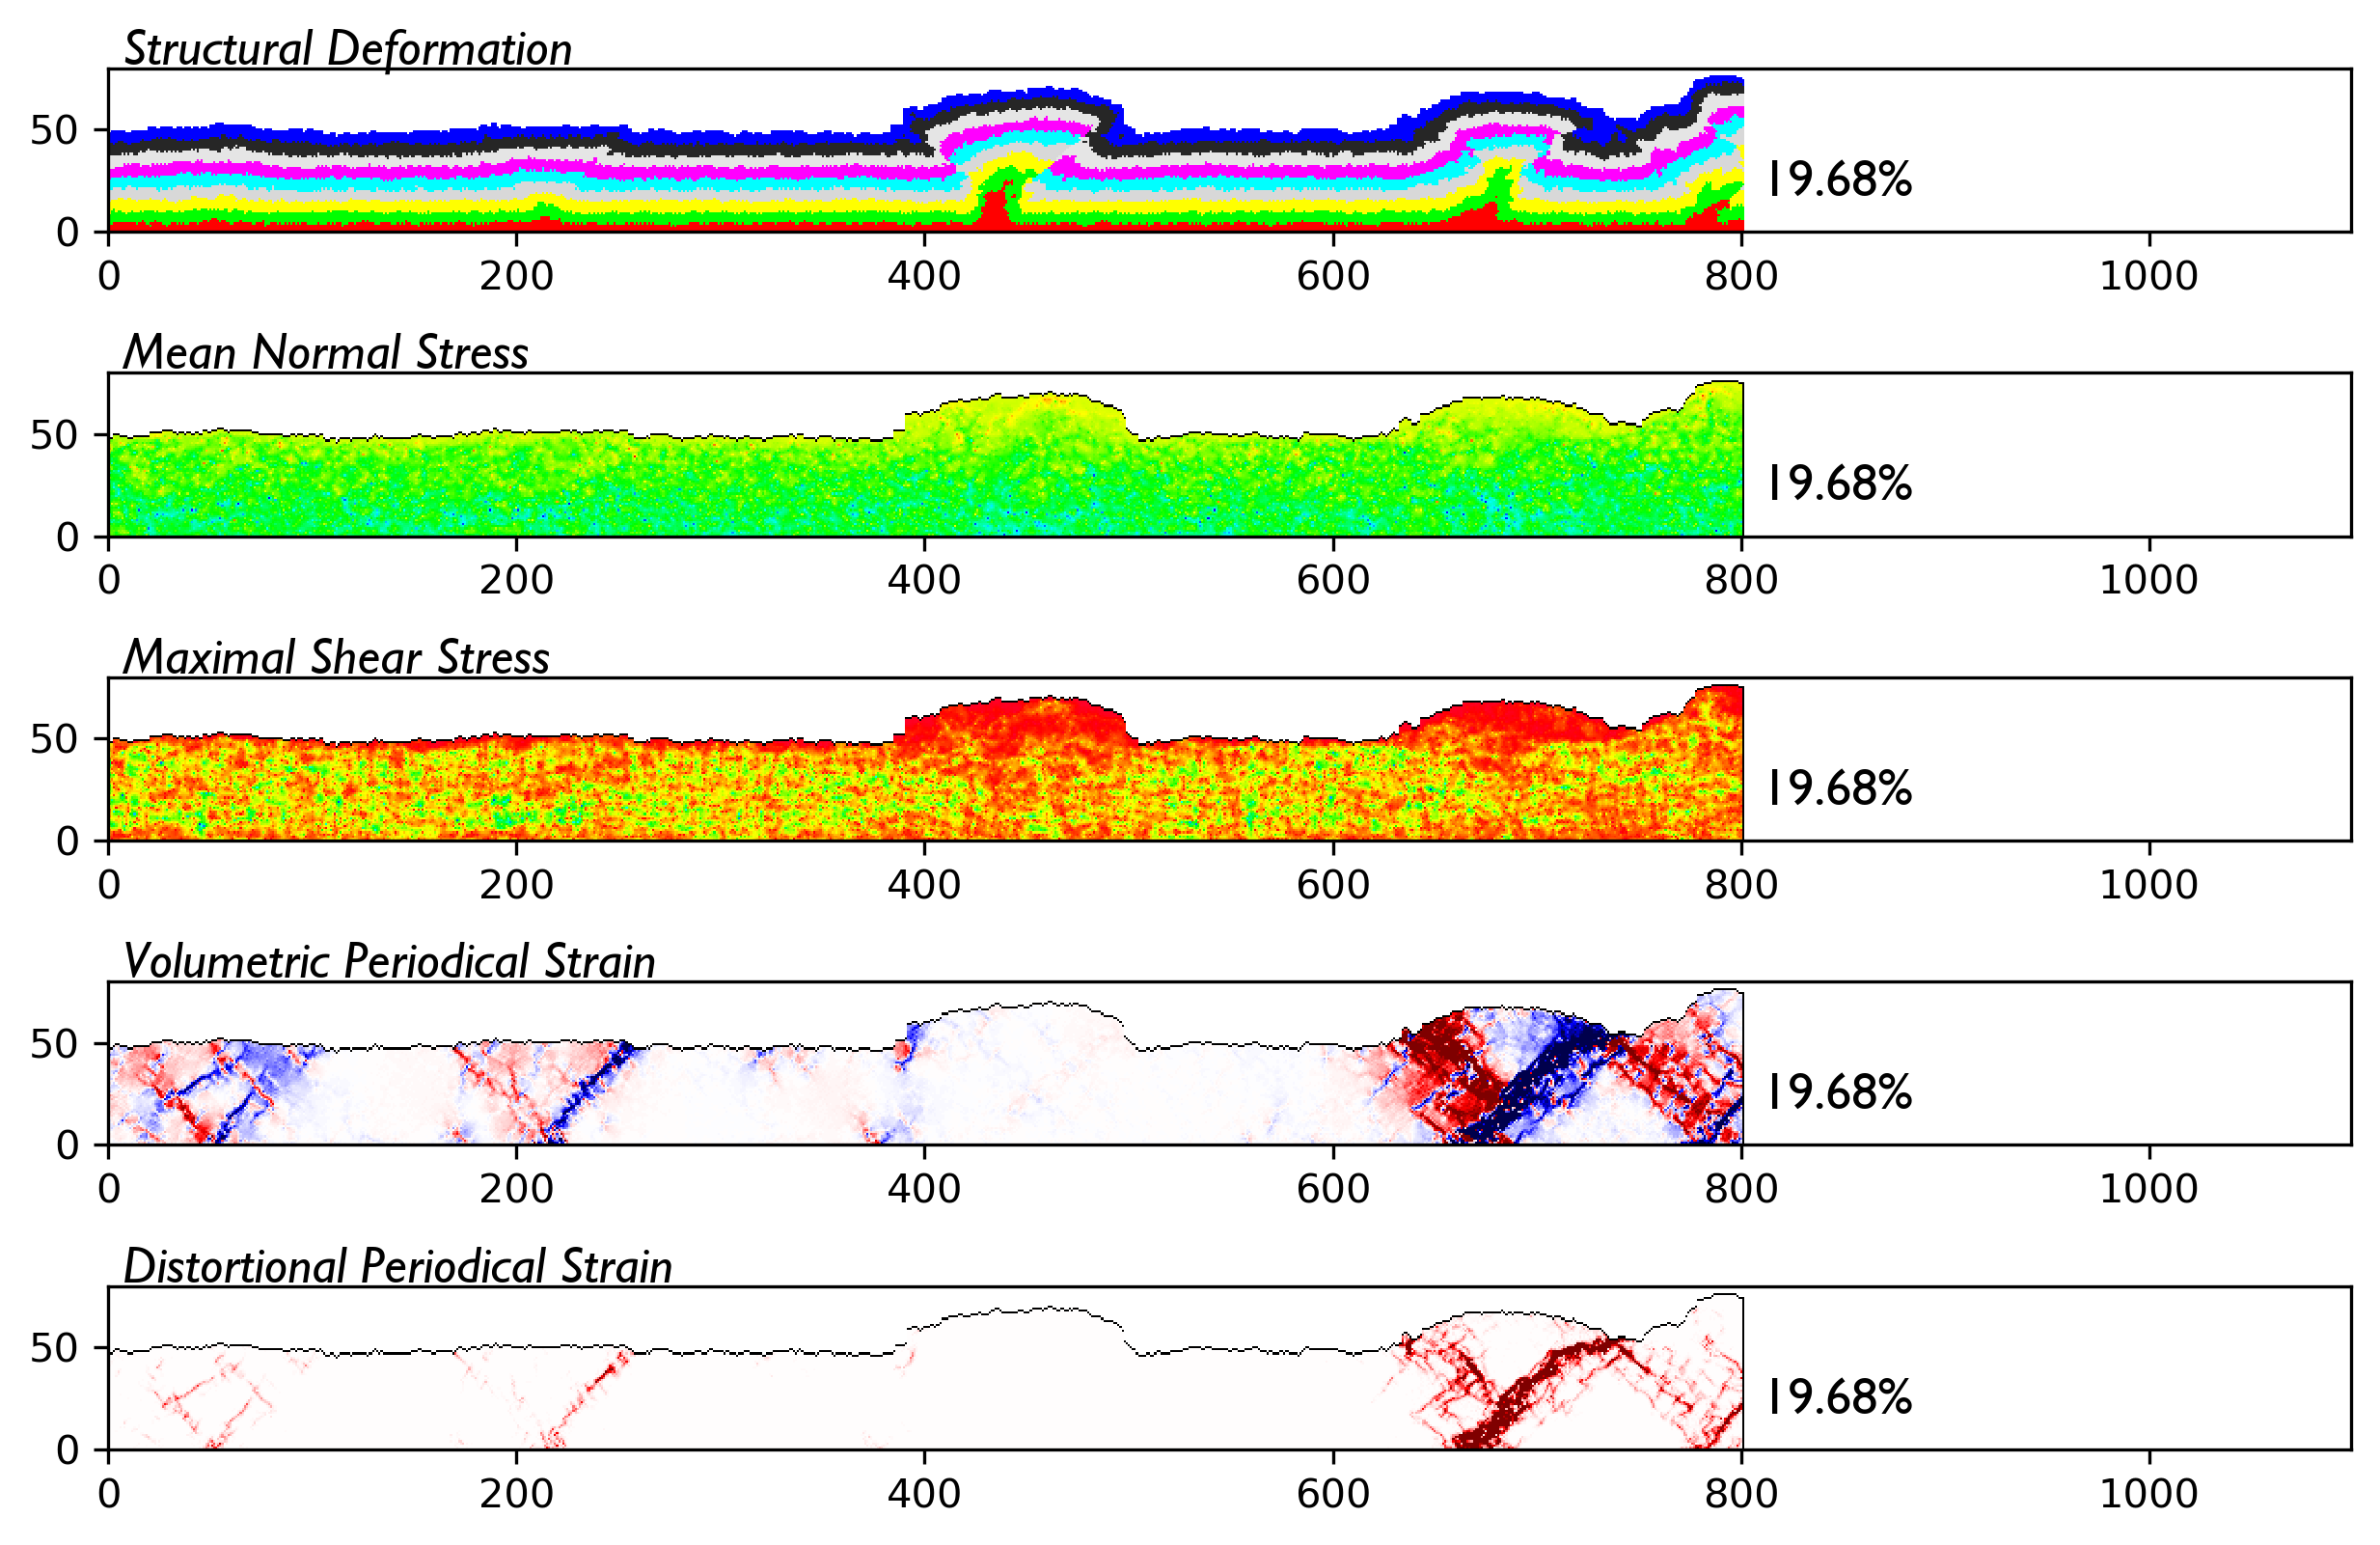 Structural Deformation
50
19.68%
0
0 200 400 600 800 1000
Mean Normal Stress
50
19.68%
0
0 200 400 600 800 1000
Maximal Shear Stress
50
19.68%
0
0 200 400 600 800 1000
Volumetric Periodical Strain
50
19.68%
0
0 200 400 600 800 1000
Distortional Periodical Strain
50
19.68%
0
0 200 400 600 800 1000